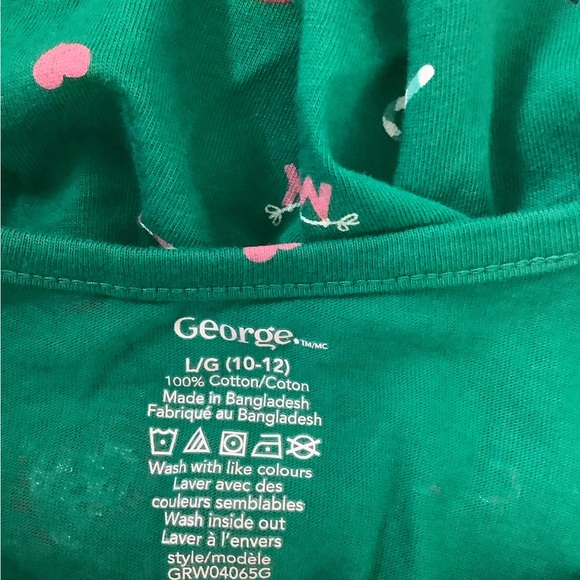 George.TM/MC
L/G (10-12)
100% Cotton/Coton
Made in Bangladesh
Fabriqué au Bangladesh
Wash with like colours
Laver avec des
couleurs semblables
Wash inside out
Laver à l'envers
style/modèle
GRW04065G